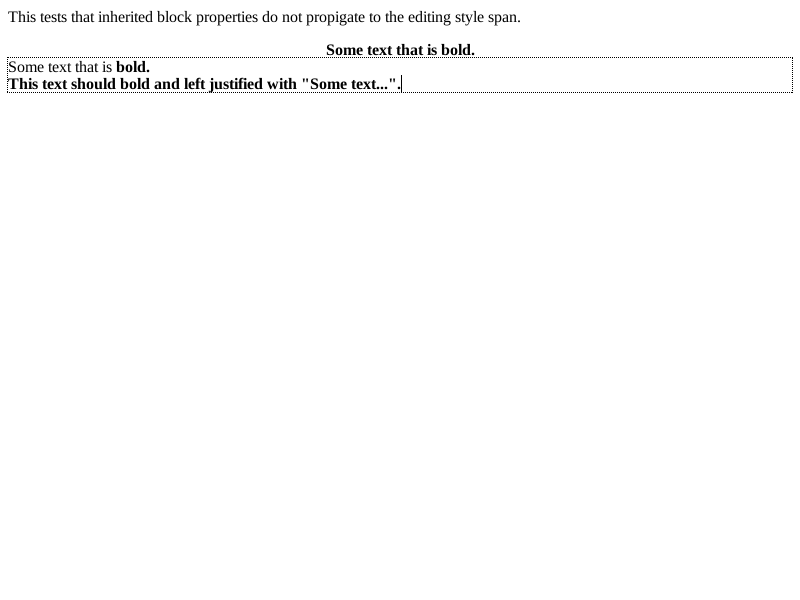 This tests that inherited block properties do not propigate to the editing style span.
Some text that is bold.
Some text that is bold.
This text should bold and left justified with "Some text...".